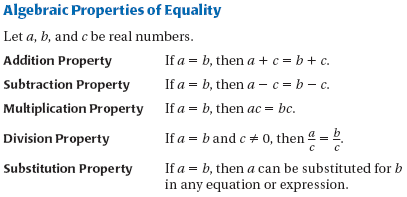 Algebraic Properties of Equality
Let a, b, and c be real numbers.
Addition Property If a = b, then a + c = b + c.
Subtraction Property If a = b, then a − c = b − c.
Multiplication Property If a = b, then ac = bc.
Division Property If a = b and c ≠ 0, then a/c = b/c.
Substitution Property If a = b, then a can be substituted for b
in any equation or expression.